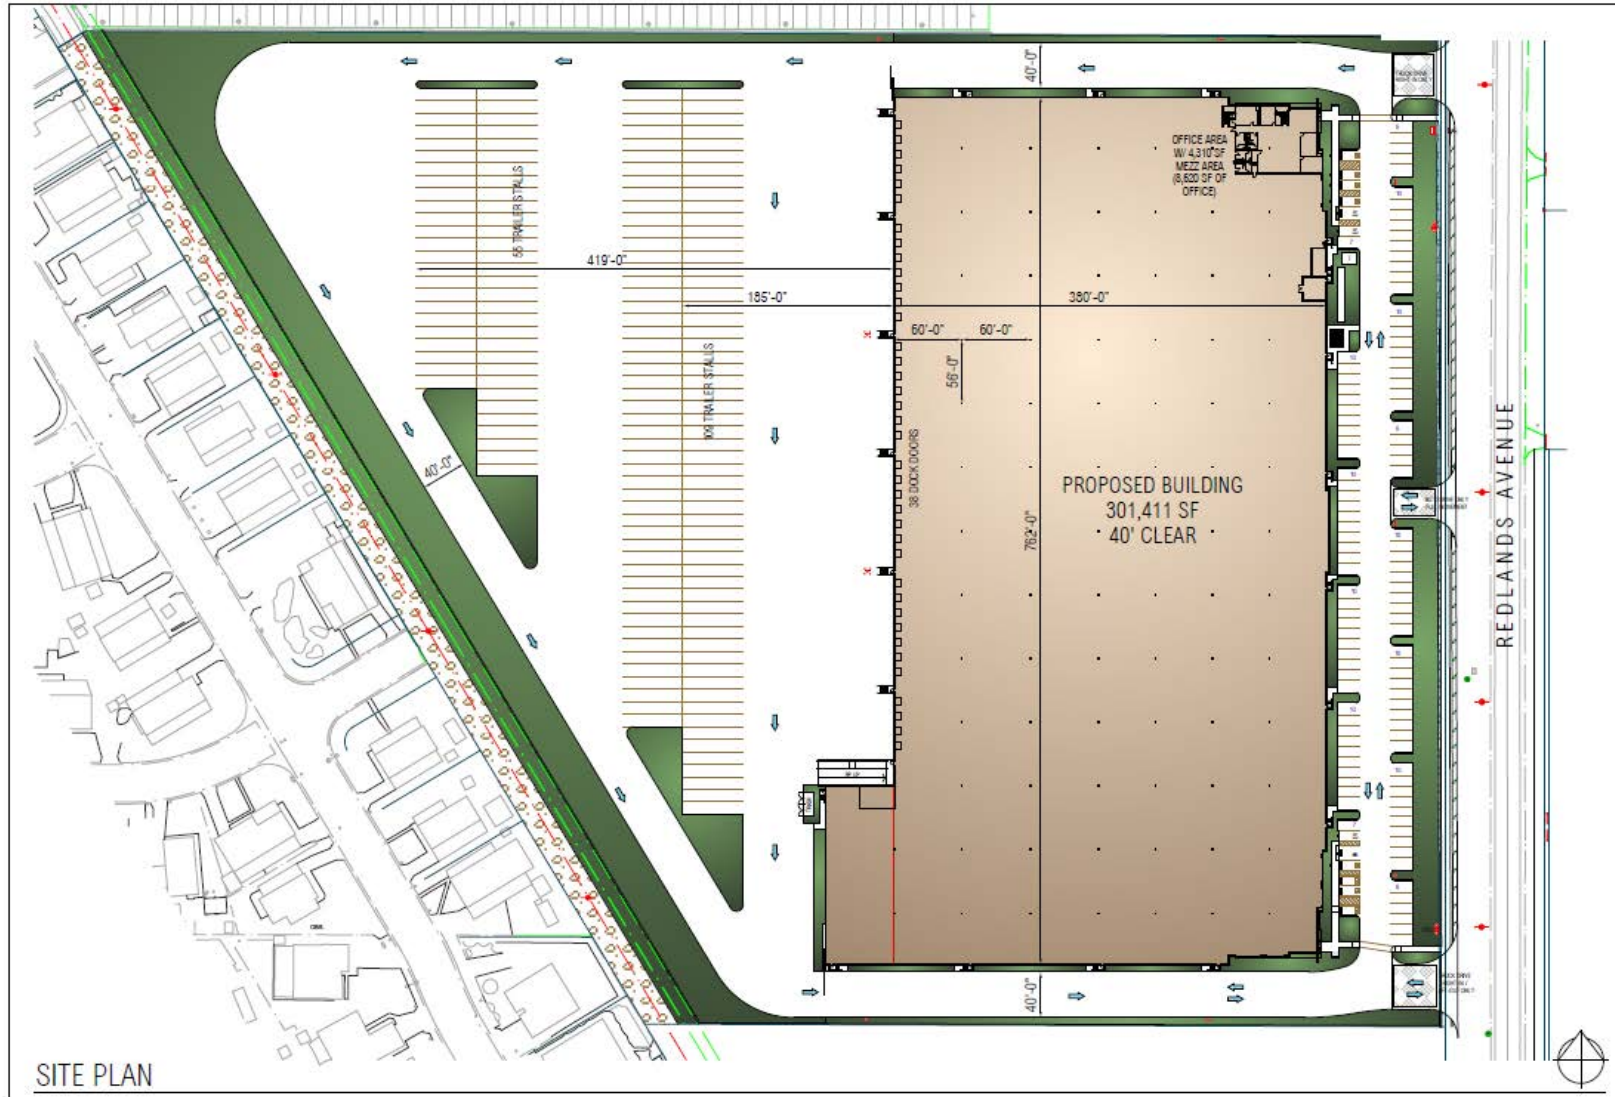 40'-0"
OFFICE AREA
W/ 4,310 SF
MEZZ AREA
(8,620 SF OF
OFFICE)
55 TRAILER STALLS
419'-0"
185'-0"
380'-0"
60'-0"
60'-0"
56'-0"
109 TRAILER STALLS
38 DOCK DOORS
40'-0"
PROPOSED BUILDING
301,411 SF
40' CLEAR
762'-0"
REDLANDS AVENUE
40'-0"
SITE PLAN